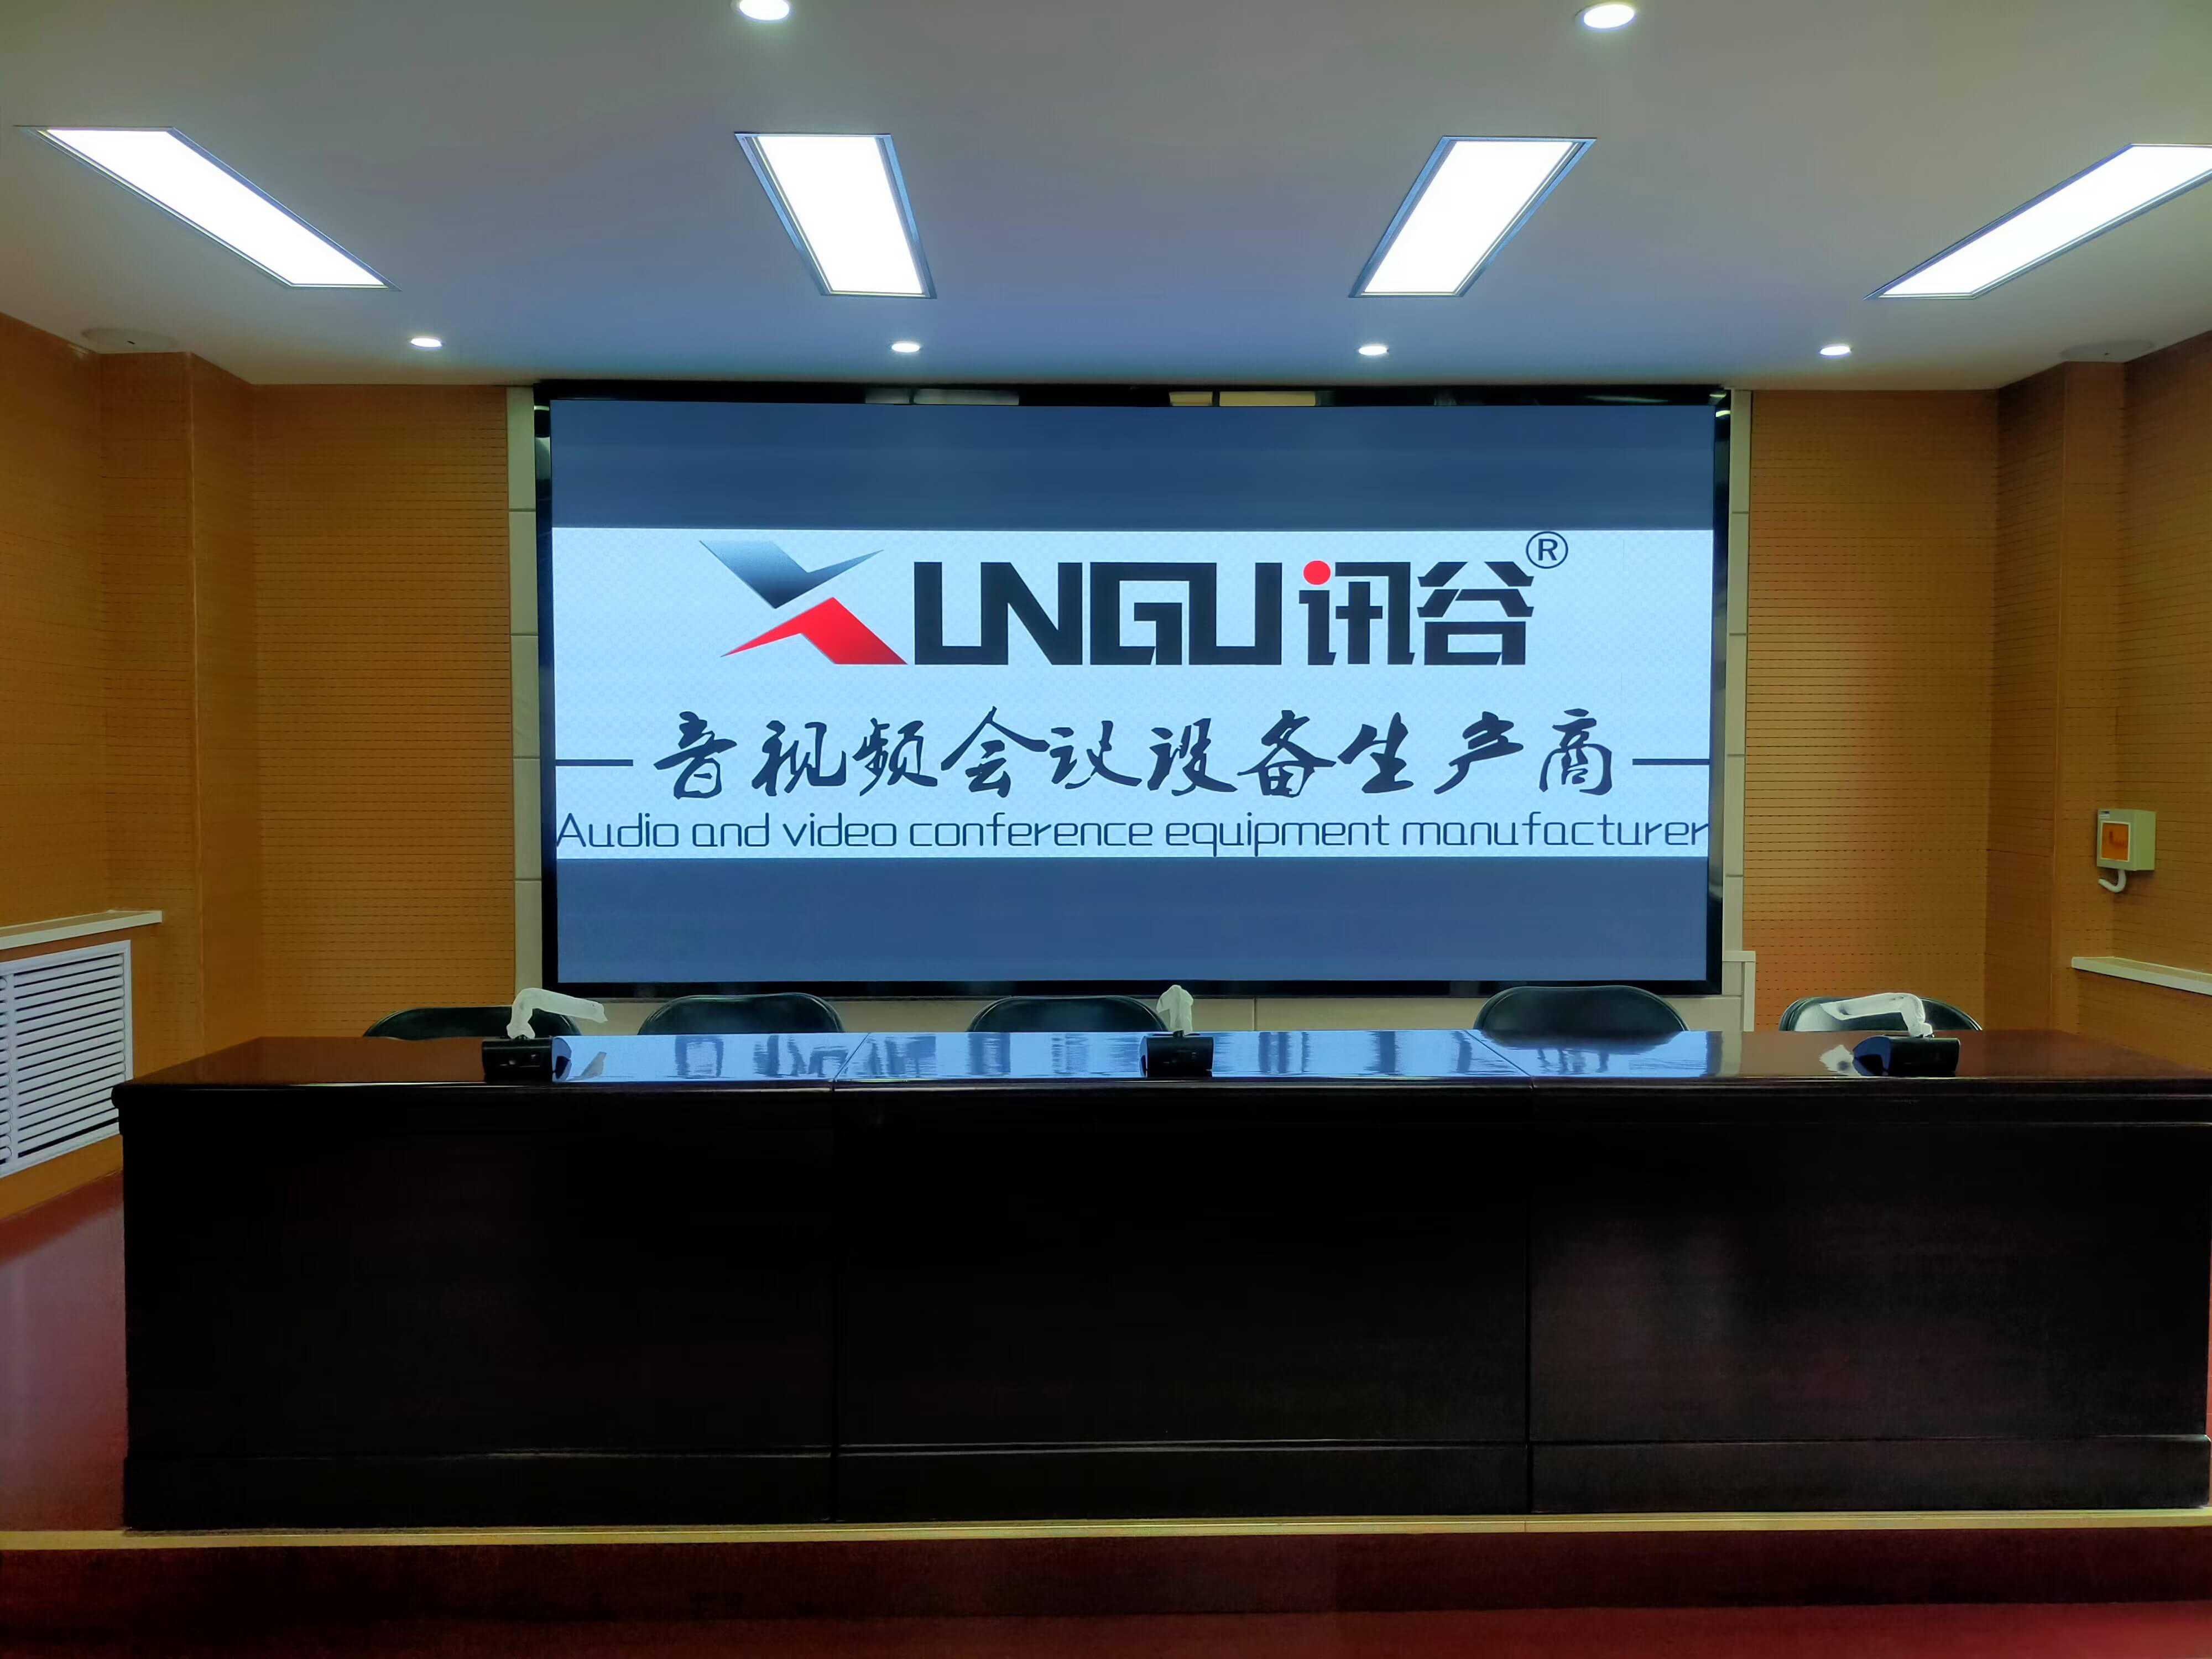 XUNGU讯谷®
音视频会议设备生产商
Audio and video conference equipment manufacturer